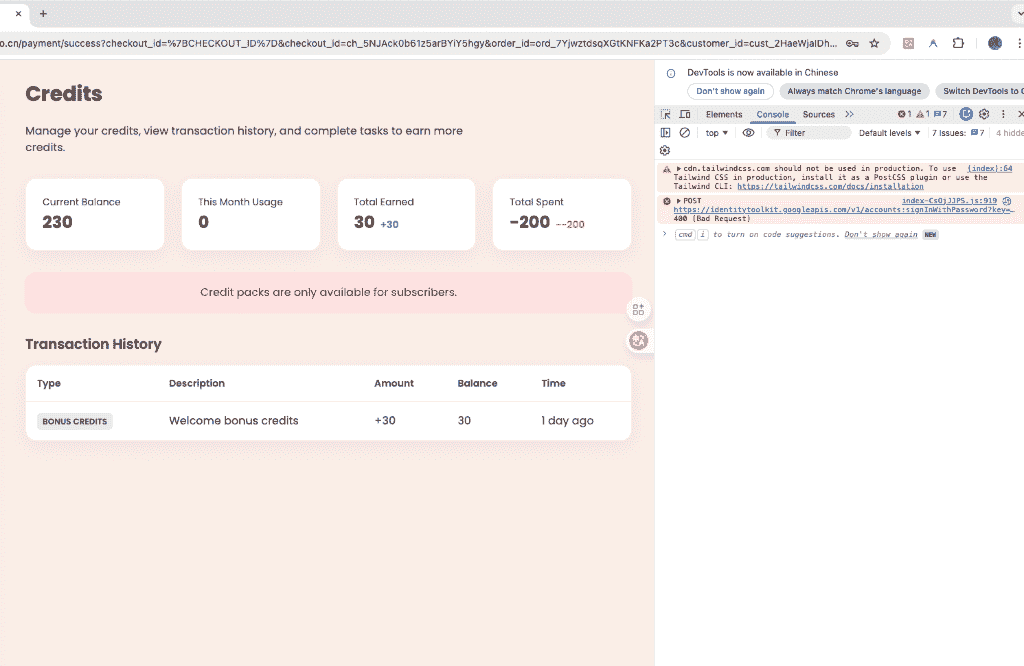 o.cn/payment/success?checkout_id=%7BCHECKOUT_ID%7D&checkout_id=ch_5NJAck0b61z5arBYiY5hgy&order_id=ord_7YjwztdsqXGtKNFKa2PT3c&customer_id=cust_2HaeWjaIDh...
Credits
Manage your credits, view transaction history, and complete tasks to earn more
credits.
Current Balance
230
This Month Usage
0
Total Earned
30 +30
Total Spent
-200 --200
Credit packs are only available for subscribers.
Transaction History
Type Description Amount Balance Time
BONUS CREDITS Welcome bonus credits +30 30 1 day ago
DevTools is now available in Chinese
Don't show again Always match Chrome's language Switch DevTools to C
Elements Console Sources 1 1 7
top Filter Default levels 7 Issues: 7 4 hidde
cdn.tailwindcss.com should not be used in production. To use (index):64
Tailwind CSS in production, install it as a PostCSS plugin or use the
Tailwind CLI: https://tailwindcss.com/docs/installation
POST index-CsOjJJPS.js:919
https://identitytoolkit.googleapis.com/v1/accounts:signInWithPassword?key=…
400 (Bad Request)
cmd i to turn on code suggestions. Don't show again NEW